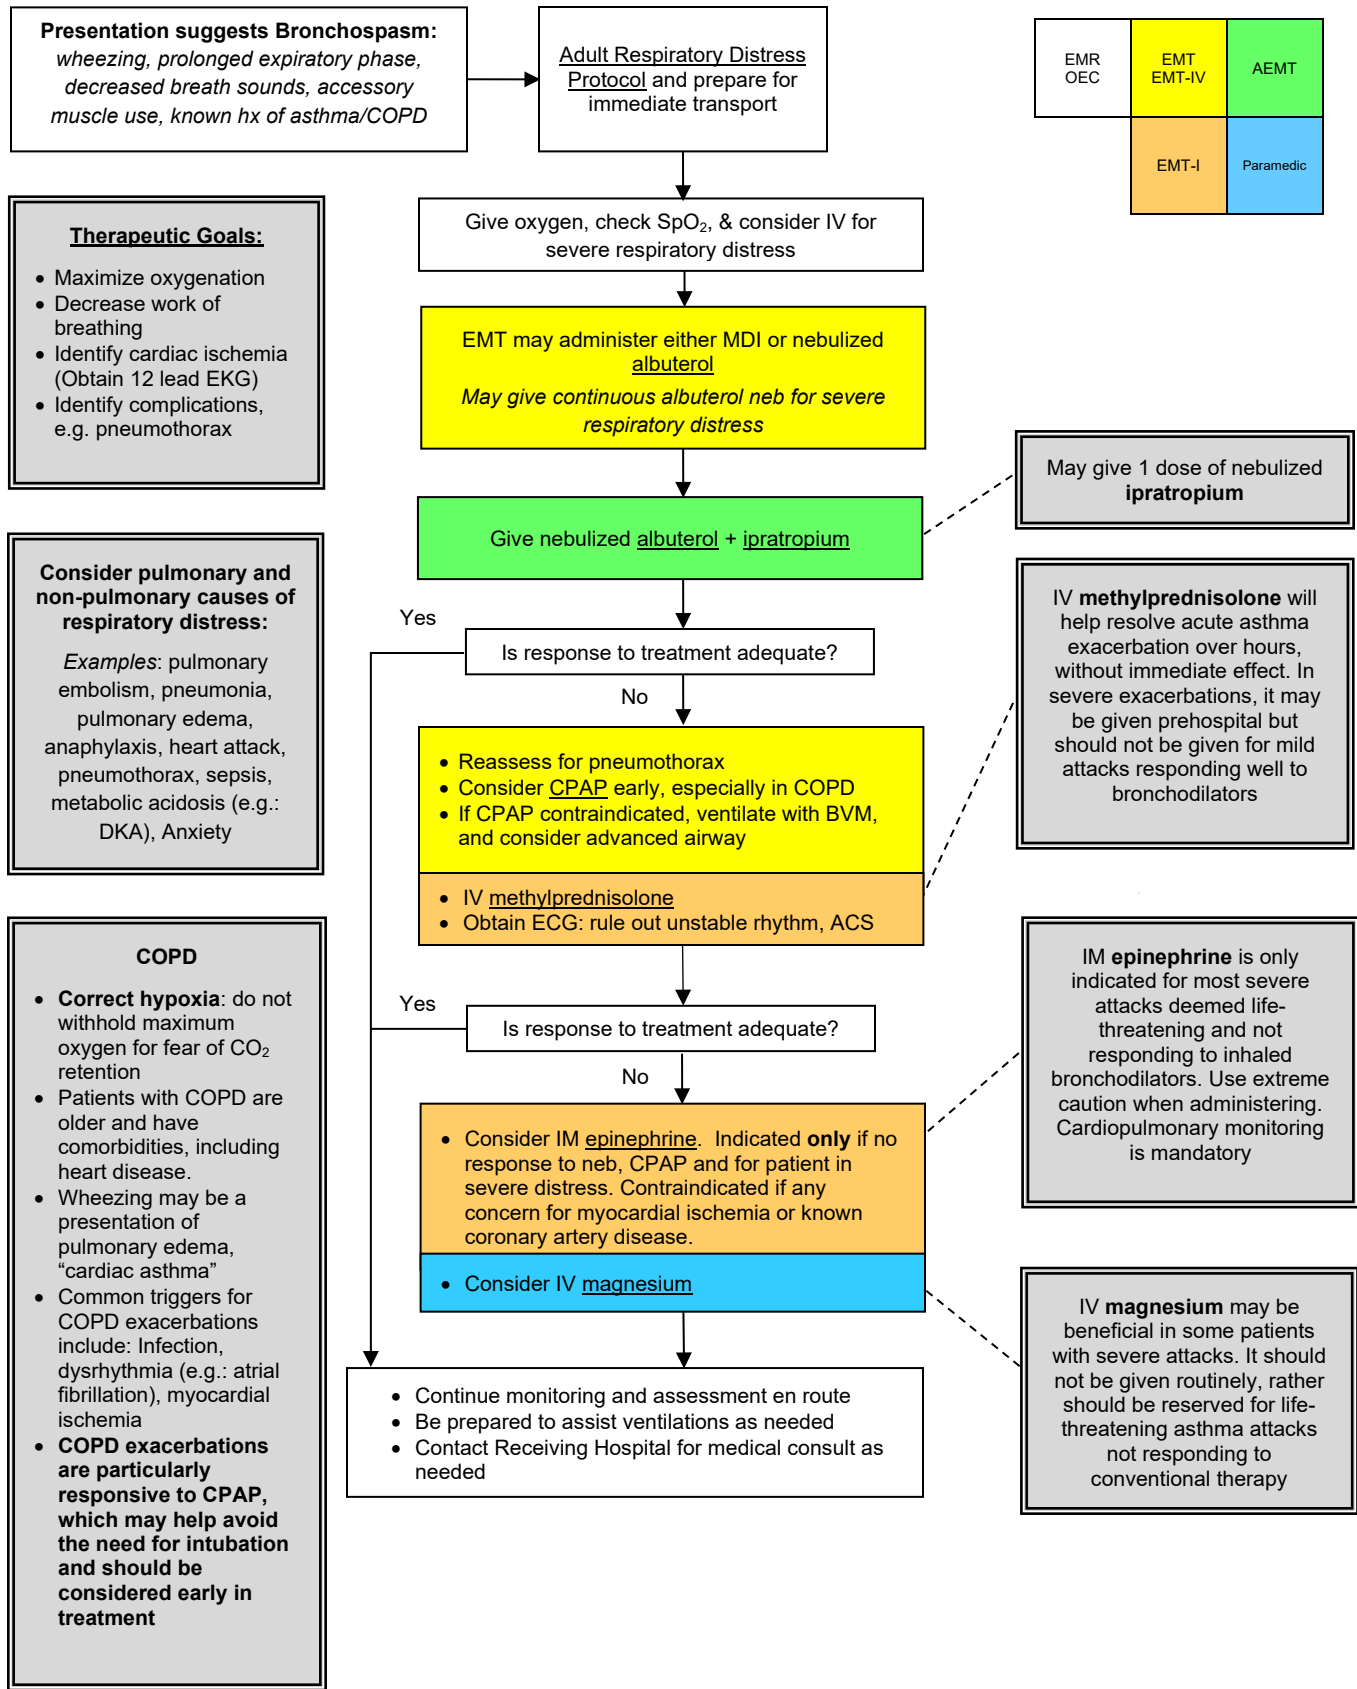 Presentation suggests Bronchospasm:
wheezing, prolonged expiratory phase,
decreased breath sounds, accessory
muscle use, known hx of asthma/COPD
Adult Respiratory Distress
Protocol and prepare for
immediate transport
EMR
OEC
EMT
EMT-IV
AEMT
EMT-I
Paramedic
Give oxygen, check SpO₂, & consider IV for
severe respiratory distress
Therapeutic Goals:
• Maximize oxygenation
• Decrease work of
breathing
• Identify cardiac ischemia
(Obtain 12 lead EKG)
• Identify complications,
e.g. pneumothorax
EMT may administer either MDI or nebulized
albuterol
May give continuous albuterol neb for severe
respiratory distress
May give 1 dose of nebulized
ipratropium
Give nebulized albuterol + ipratropium
Consider pulmonary and
non-pulmonary causes of
respiratory distress:
Examples: pulmonary
embolism, pneumonia,
pulmonary edema,
anaphylaxis, heart attack,
pneumothorax, sepsis,
metabolic acidosis (e.g.:
DKA), Anxiety
Yes
Is response to treatment adequate?
No
IV methylprednisolone will
help resolve acute asthma
exacerbation over hours,
without immediate effect. In
severe exacerbations, it may
be given prehospital but
should not be given for mild
attacks responding well to
bronchodilators
• Reassess for pneumothorax
• Consider CPAP early, especially in COPD
• If CPAP contraindicated, ventilate with BVM,
and consider advanced airway
• IV methylprednisolone
• Obtain ECG: rule out unstable rhythm, ACS
COPD
• Correct hypoxia: do not
withhold maximum
oxygen for fear of CO₂
retention
• Patients with COPD are
older and have
comorbidities, including
heart disease.
• Wheezing may be a
presentation of
pulmonary edema,
“cardiac asthma”
• Common triggers for
COPD exacerbations
include: Infection,
dysrhythmia (e.g.: atrial
fibrillation), myocardial
ischemia
• COPD exacerbations
are particularly
responsive to CPAP,
which may help avoid
the need for intubation
and should be
considered early in
treatment
Yes
Is response to treatment adequate?
No
IM epinephrine is only
indicated for most severe
attacks deemed life-
threatening and not
responding to inhaled
bronchodilators. Use extreme
caution when administering.
Cardiopulmonary monitoring
is mandatory
• Consider IM epinephrine. Indicated only if no
response to neb, CPAP and for patient in
severe distress. Contraindicated if any
concern for myocardial ischemia or known
coronary artery disease.
• Consider IV magnesium
IV magnesium may be
beneficial in some patients
with severe attacks. It should
not be given routinely, rather
should be reserved for life-
threatening asthma attacks
not responding to
conventional therapy
• Continue monitoring and assessment en route
• Be prepared to assist ventilations as needed
• Contact Receiving Hospital for medical consult as
needed